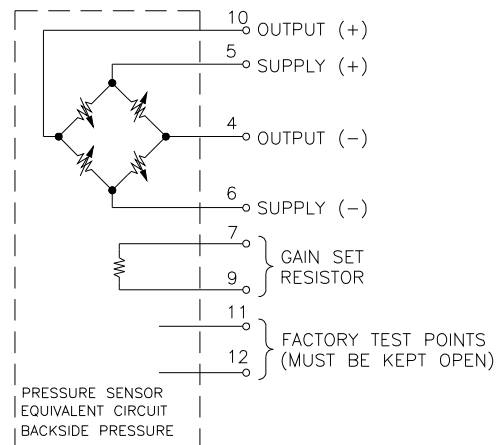 10 OUTPUT (+)
5 SUPPLY (+)
4 OUTPUT (−)
6 SUPPLY (−)
7
GAIN SET
RESISTOR
9
11
FACTORY TEST POINTS
(MUST BE KEPT OPEN)
12
PRESSURE SENSOR
EQUIVALENT CIRCUIT
BACKSIDE PRESSURE